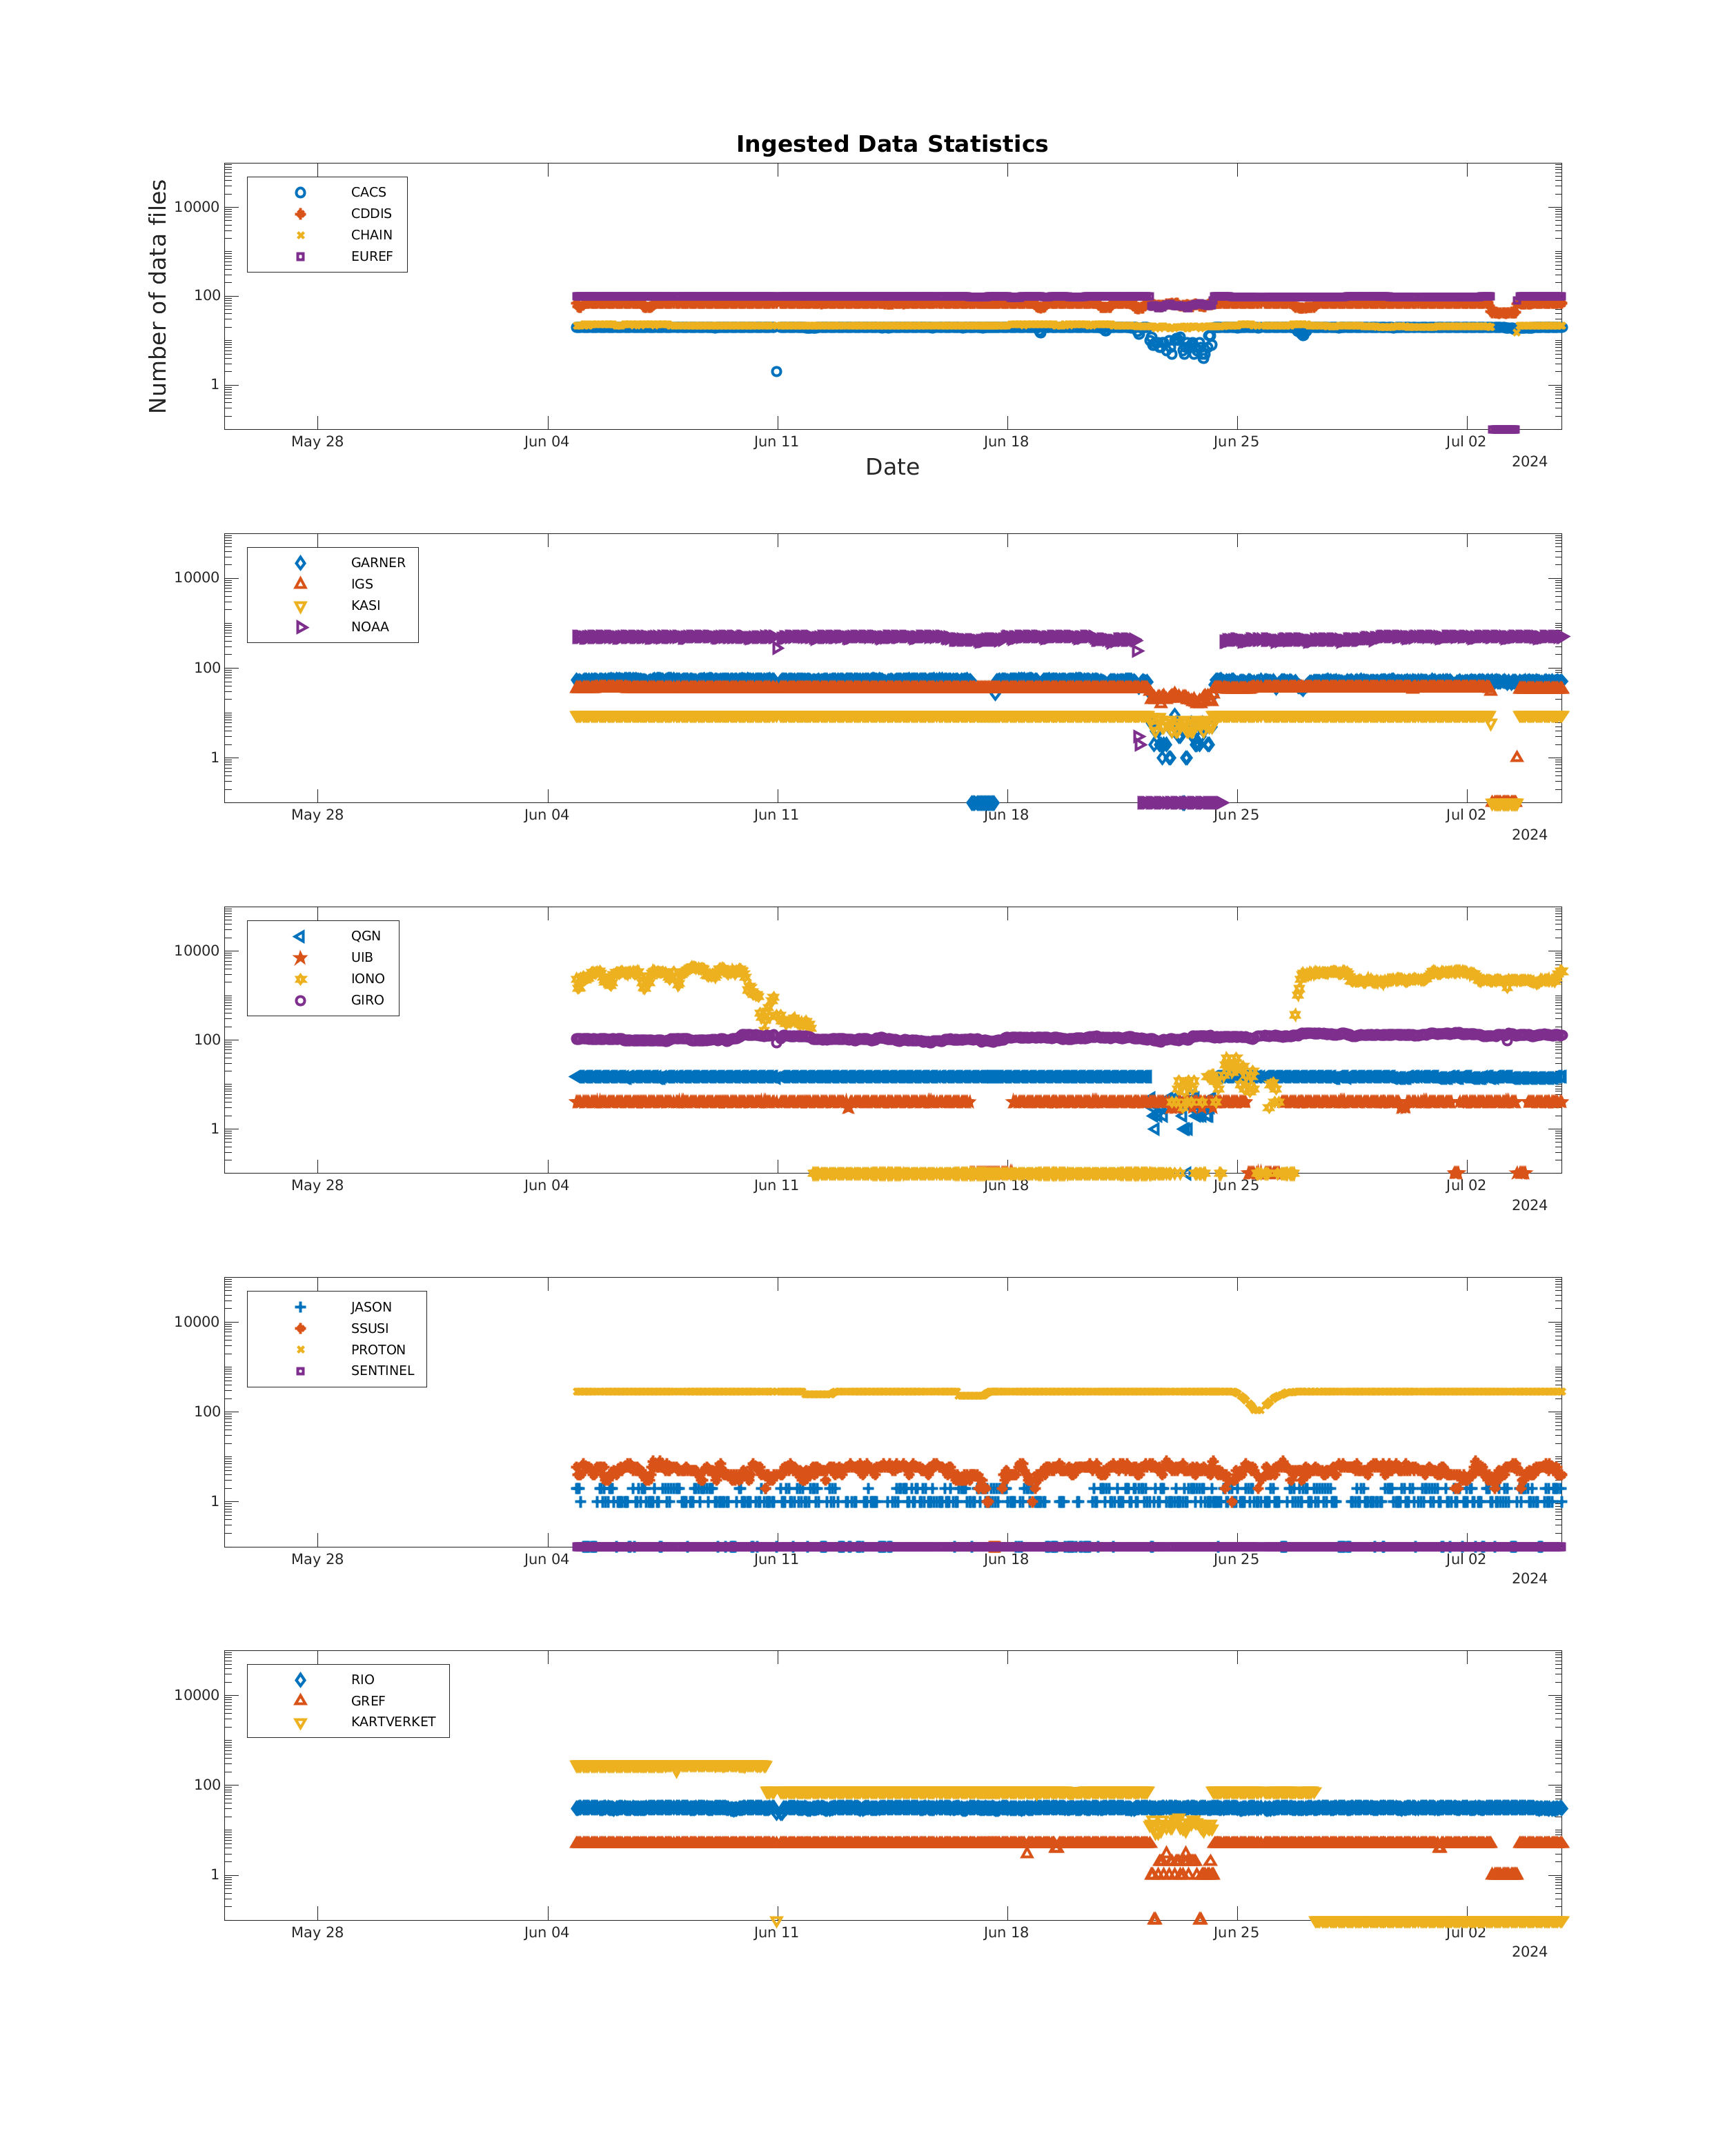 Ingested Data Statistics
Number of data files
CACS
CDDIS
CHAIN
EUREF
10000
100
1
May 28 Jun 04 Jun 11 Jun 18 Jun 25 Jul 02
2024
Date
GARNER
IGS
KASI
NOAA
10000
100
1
May 28 Jun 04 Jun 11 Jun 18 Jun 25 Jul 02
2024
QGN
UIB
IONO
GIRO
10000
100
1
May 28 Jun 04 Jun 11 Jun 18 Jun 25 Jul 02
2024
JASON
SSUSI
PROTON
SENTINEL
10000
100
1
May 28 Jun 04 Jun 11 Jun 18 Jun 25 Jul 02
2024
RIO
GREF
KARTVERKET
10000
100
1
May 28 Jun 04 Jun 11 Jun 18 Jun 25 Jul 02
2024